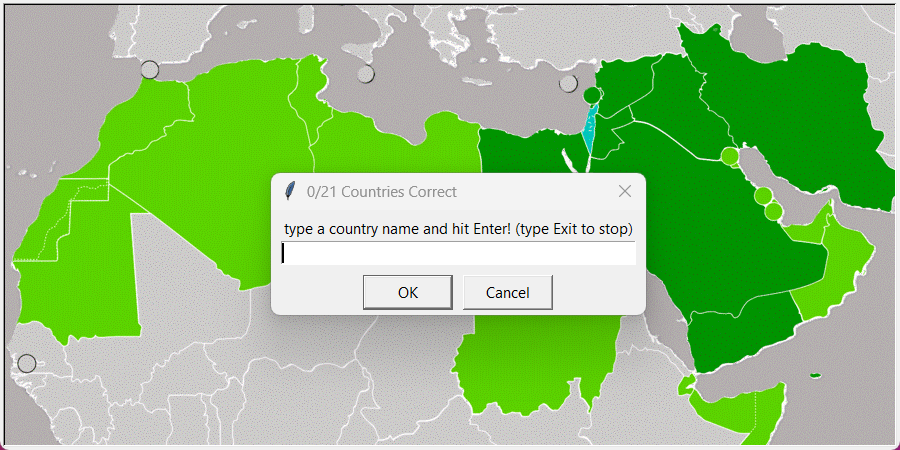 0/21 Countries Correct
type a country name and hit Enter! (type Exit to stop)
OK
Cancel